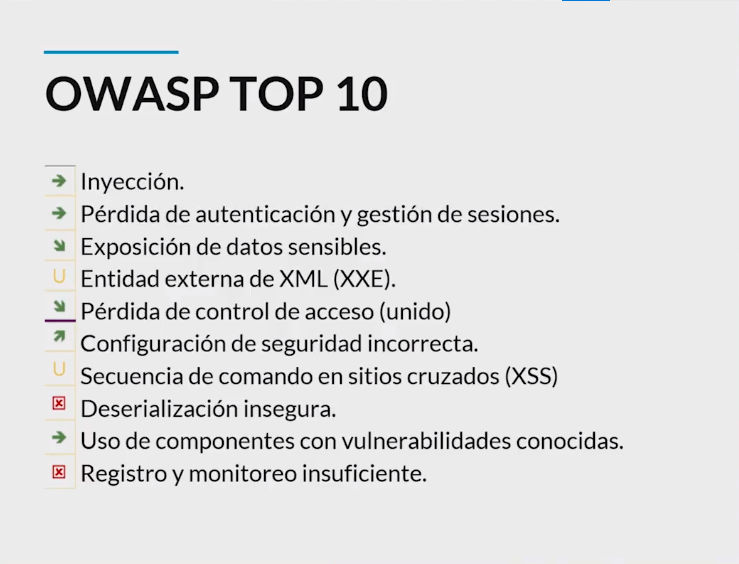 OWASP TOP 10
→ Inyección.
→ Pérdida de autenticación y gestión de sesiones.
↘ Exposición de datos sensibles.
U Entidad externa de XML (XXE).
↘ Pérdida de control de acceso (unido)
↗ Configuración de seguridad incorrecta.
U Secuencia de comando en sitios cruzados (XSS)
☒ Deserialización insegura.
→ Uso de componentes con vulnerabilidades conocidas.
☒ Registro y monitoreo insuficiente.